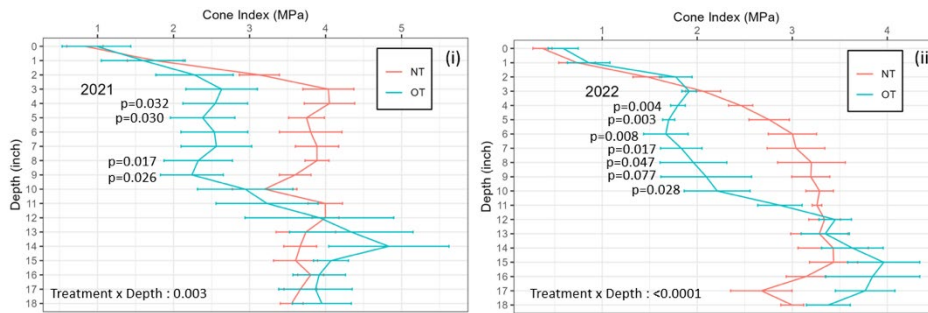 Cone Index (MPa)
1 2 3 4 5
(i)
NT
OT
2021
p=0.032
p=0.030
p=0.017
p=0.026
Depth (inch)
0
1
2
3
4
5
6
7
8
9
10
11
12
13
14
15
16
17
18
Treatment x Depth : 0.003
Cone Index (MPa)
1 2 3 4
(ii
NT
OT
2022
p=0.004
p=0.003
p=0.008
p=0.017
p=0.047
p=0.077
p=0.028
Depth (inch)
0
1
2
3
4
5
6
7
8
9
10
11
12
13
14
15
16
17
18
Treatment x Depth : <0.0001